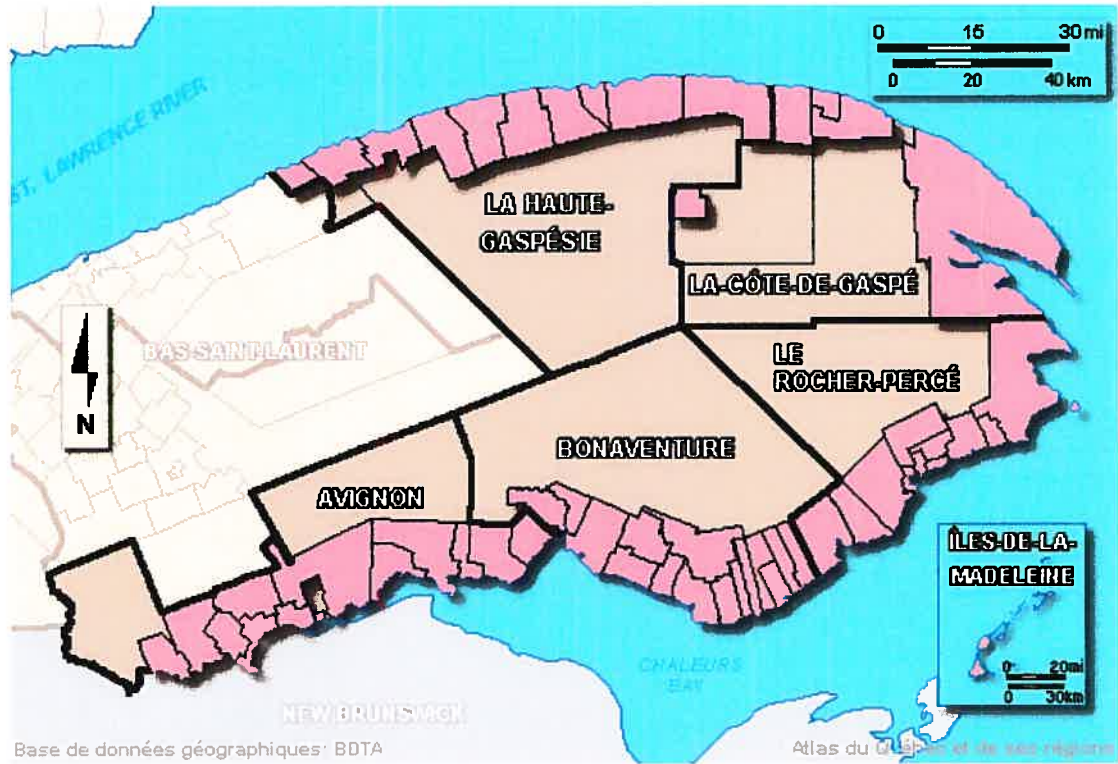 0 15 30 mi
0 20 40 km
ST. LAWRENCE RIVER
LA HAUTE-
GASPÉSIE
LA-CÔTE-DE-GASPÉ
BAS-SAINT-LAURENT
LE
ROCHER-PERCÉ
N
BONAVENTURE
AVIGNON
ÎLES-DE-LA-
MADELEINE
0 20mi
0 30km
CHALEURS
BAY
NEW BRUNSWICK
Base de données géographiques: BDTA
Atlas du Québec et de ses régions